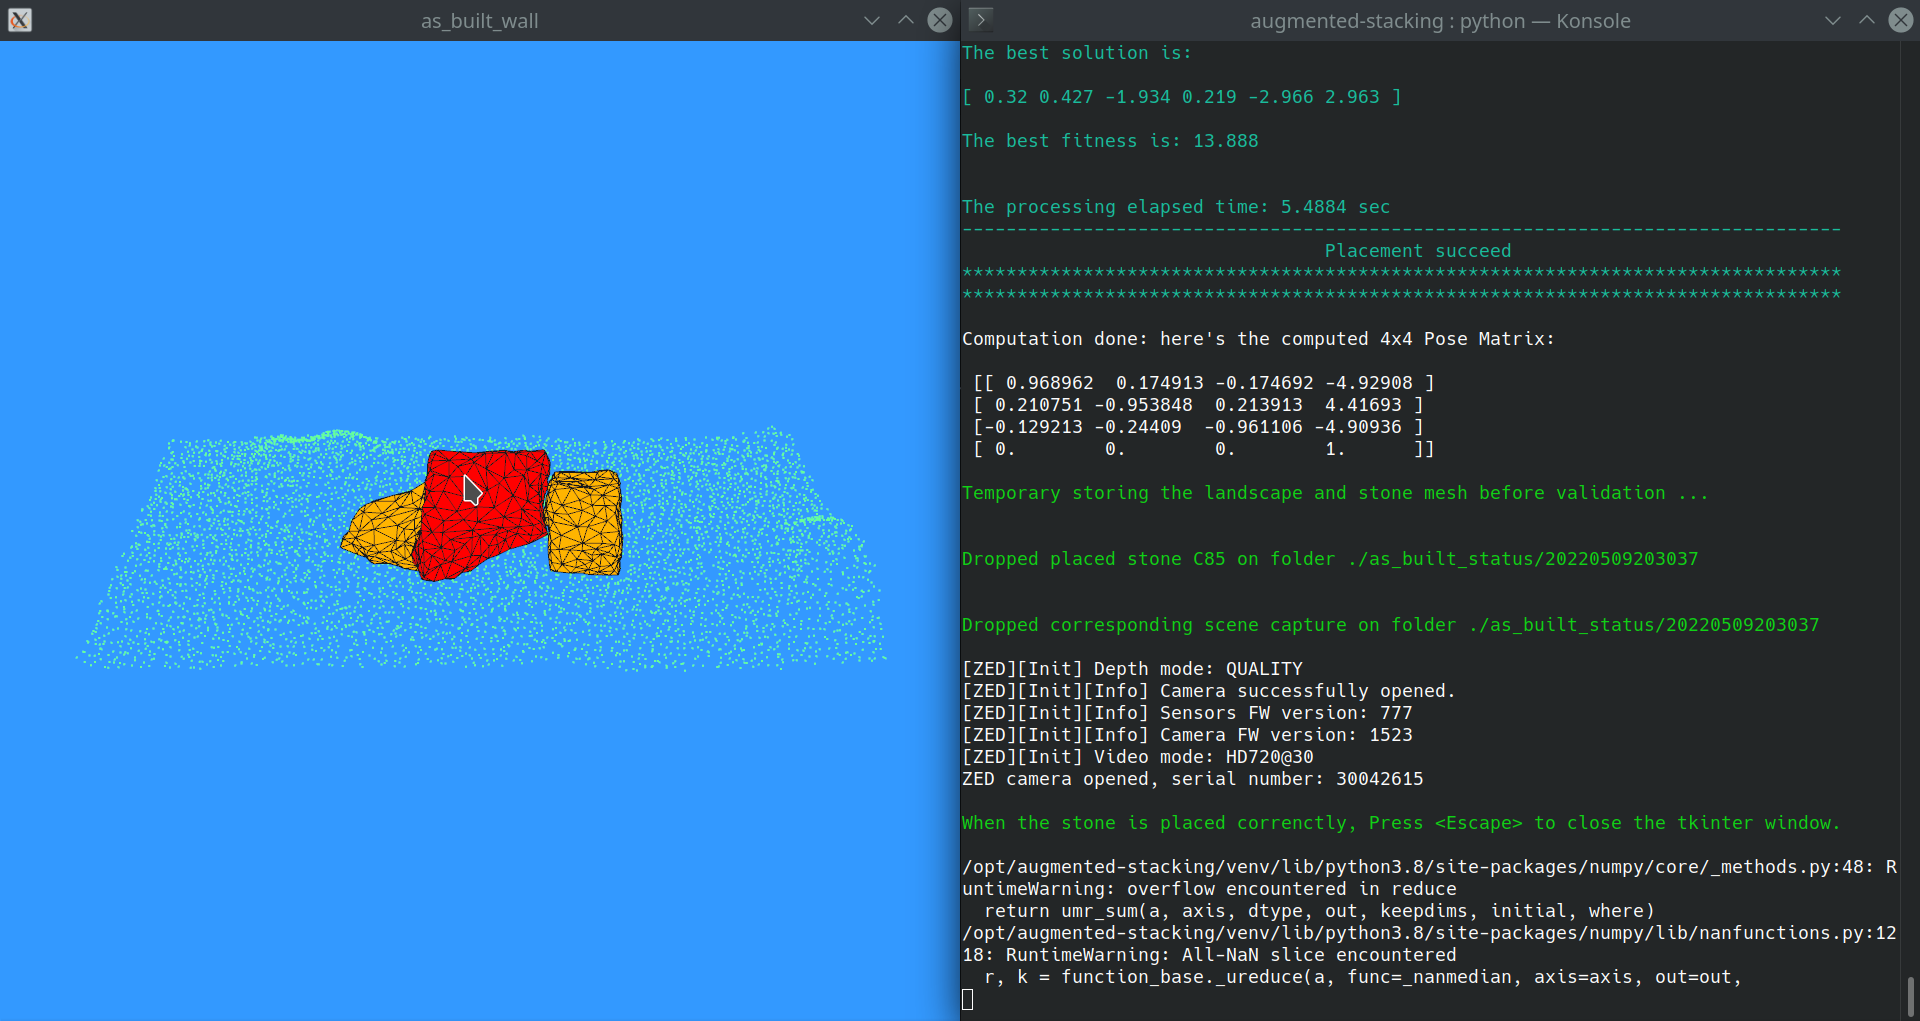 as_built_wall
augmented-stacking : python — Konsole
The best solution is:
[ 0.32 0.427 -1.934 0.219 -2.966 2.963 ]
The best fitness is: 13.888
The processing elapsed time: 5.4884 sec
--------------------------------------------------------------------------------
Placement succeed
********************************************************************************
********************************************************************************
Computation done: here's the computed 4x4 Pose Matrix:
[[ 0.968962  0.174913 -0.174692 -4.92908 ]
[ 0.210751 -0.953848  0.213913  4.41693 ]
[-0.129213 -0.24409  -0.961106 -4.90936 ]
[ 0.        0.        0.        1.      ]]
Temporary storing the landscape and stone mesh before validation ...
Dropped placed stone C85 on folder ./as_built_status/20220509203037
Dropped corresponding scene capture on folder ./as_built_status/20220509203037
[ZED][Init] Depth mode: QUALITY
[ZED][Init][Info] Camera successfully opened.
[ZED][Init][Info] Sensors FW version: 777
[ZED][Init][Info] Camera FW version: 1523
[ZED][Init] Video mode: HD720@30
ZED camera opened, serial number: 30042615
When the stone is placed correnctly, Press <Escape> to close the tkinter window.
/opt/augmented-stacking/venv/lib/python3.8/site-packages/numpy/core/_methods.py:48: R
untimeWarning: overflow encountered in reduce
  return umr_sum(a, axis, dtype, out, keepdims, initial, where)
/opt/augmented-stacking/venv/lib/python3.8/site-packages/numpy/lib/nanfunctions.py:12
18: RuntimeWarning: All-NaN slice encountered
  r, k = function_base._ureduce(a, func=_nanmedian, axis=axis, out=out,